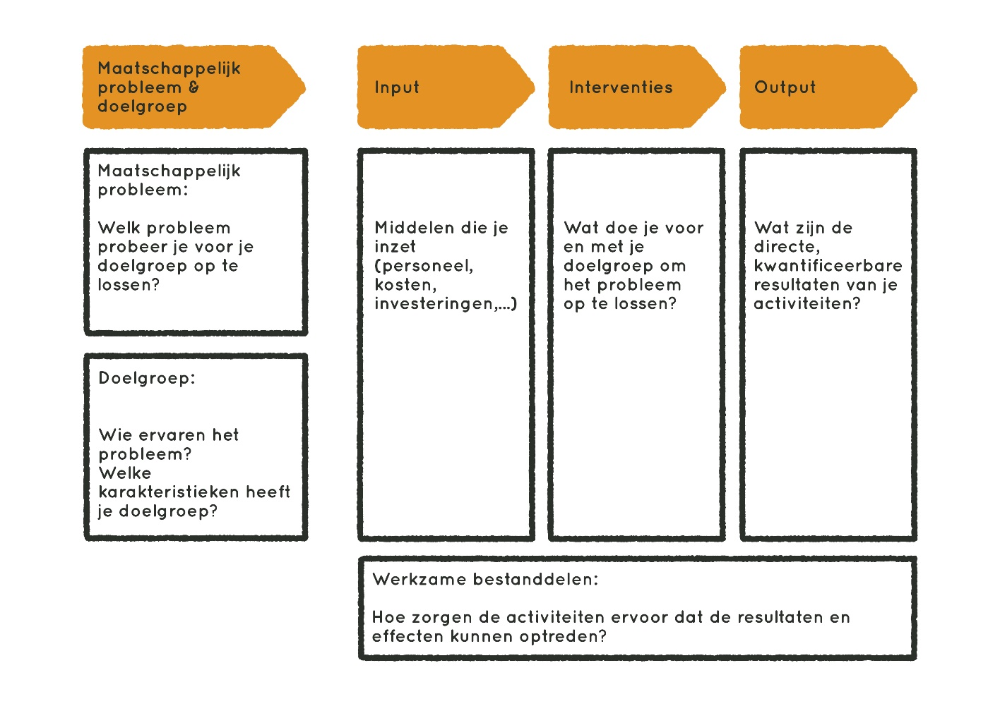 Maatschappelijk
probleem &
doelgroep
Input
Interventies
Output
Maatschappelijk
probleem:
Welk probleem
probeer je voor je
doelgroep op te
lossen?
Doelgroep:
Wie ervaren het
probleem?
Welke
karakteristieken heeft
je doelgroep?
Middelen die je
inzet
(personeel,
kosten,
investeringen,...)
Wat doe je voor
en met je
doelgroep om
het probleem
op te lossen?
Wat zijn de
directe,
kwantificeerbare
resultaten van je
activiteiten?
Werkzame bestanddelen:
Hoe zorgen de activiteiten ervoor dat de resultaten en
effecten kunnen optreden?